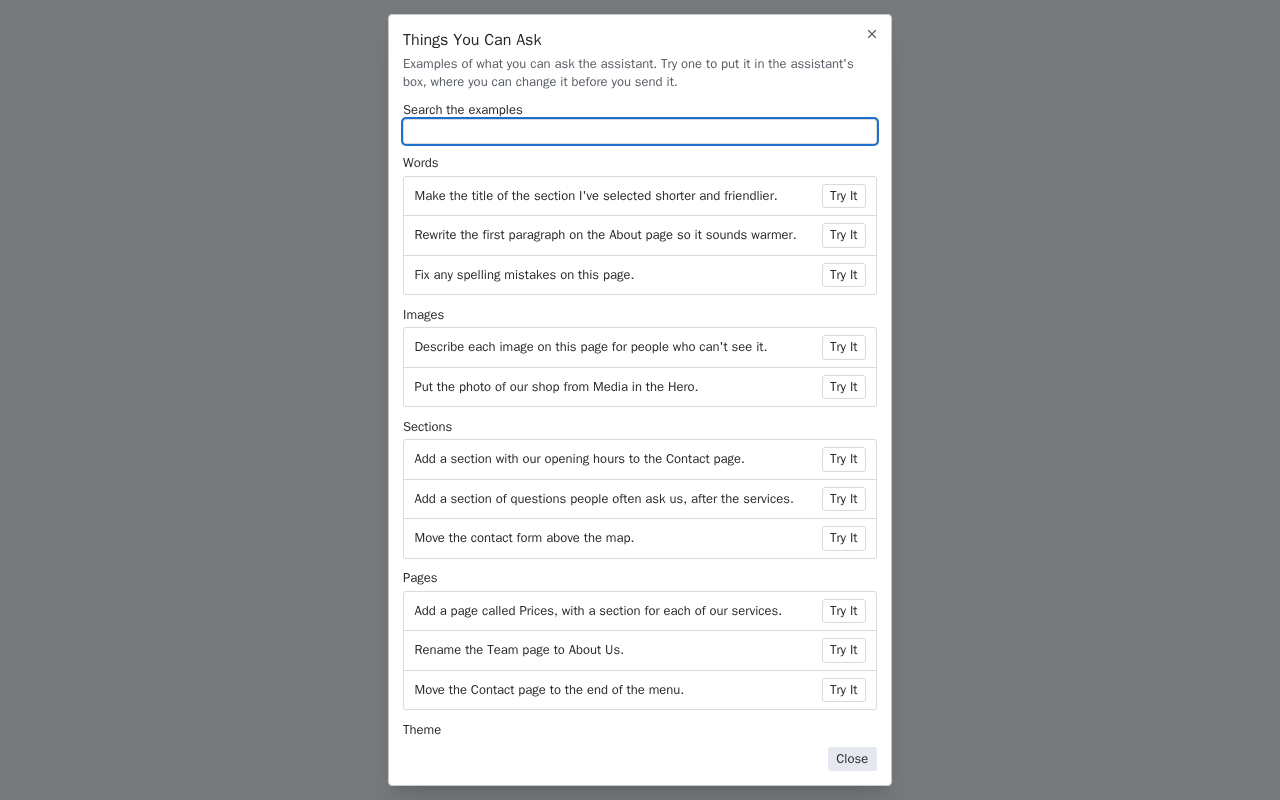 Things You Can Ask
×
Examples of what you can ask the assistant. Try one to put it in the assistant's
box, where you can change it before you send it.
Search the examples
Words
Make the title of the section I've selected shorter and friendlier. Try It
Rewrite the first paragraph on the About page so it sounds warmer. Try It
Fix any spelling mistakes on this page. Try It
Images
Describe each image on this page for people who can't see it. Try It
Put the photo of our shop from Media in the Hero. Try It
Sections
Add a section with our opening hours to the Contact page. Try It
Add a section of questions people often ask us, after the services. Try It
Move the contact form above the map. Try It
Pages
Add a page called Prices, with a section for each of our services. Try It
Rename the Team page to About Us. Try It
Move the Contact page to the end of the menu. Try It
Theme
Close